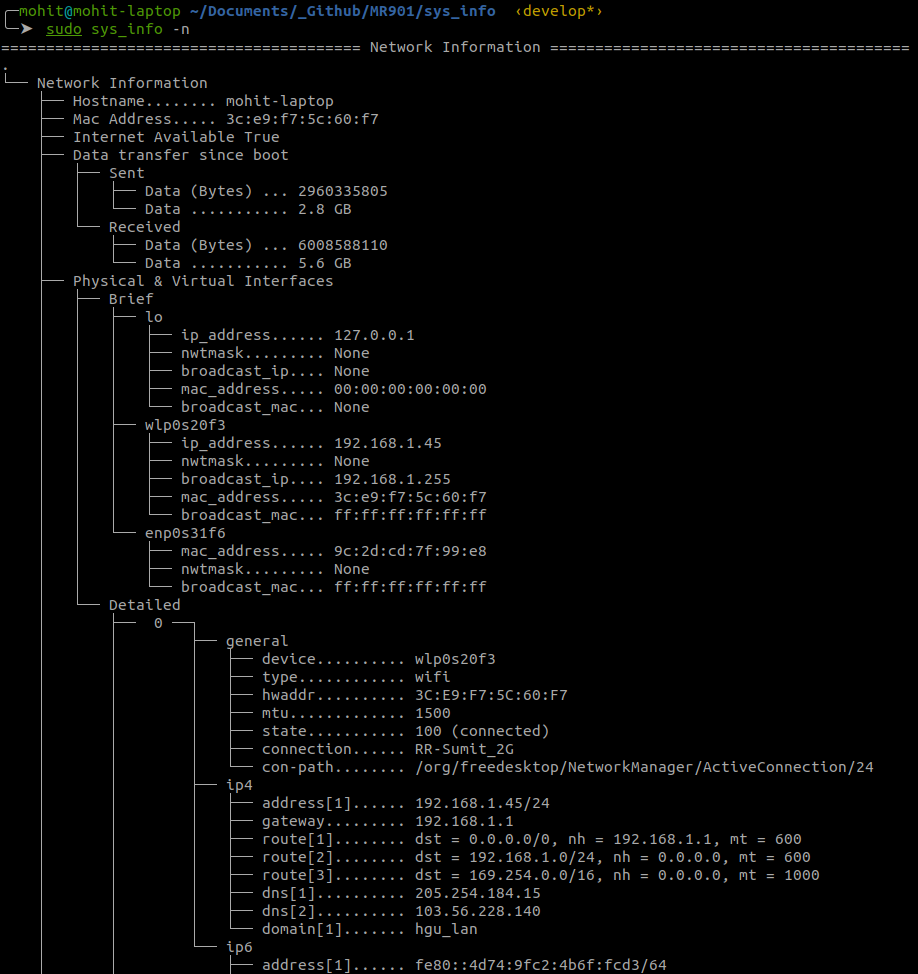 mohit@mohit-laptop ~/Documents/_Github/MR901/sys_info ‹develop*›
➤ sudo sys_info -n
======================================== Network Information ========================================
.
└── Network Information
├── Hostname........ mohit-laptop
├── Mac Address..... 3c:e9:f7:5c:60:f7
├── Internet Available True
├── Data transfer since boot
├── Sent
├── Data (Bytes) ... 2960335805
└── Data ........... 2.8 GB
└── Received
├── Data (Bytes) ... 6008588110
└── Data ........... 5.6 GB
├── Physical & Virtual Interfaces
├── Brief
├── lo
├── ip_address...... 127.0.0.1
├── nwtmask......... None
├── broadcast_ip.... None
├── mac_address..... 00:00:00:00:00:00
└── broadcast_mac... None
├── wlp0s20f3
├── ip_address...... 192.168.1.45
├── nwtmask......... None
├── broadcast_ip.... 192.168.1.255
├── mac_address..... 3c:e9:f7:5c:60:f7
└── broadcast_mac... ff:ff:ff:ff:ff:ff
└── enp0s31f6
├── mac_address..... 9c:2d:cd:7f:99:e8
├── nwtmask......... None
└── broadcast_mac... ff:ff:ff:ff:ff:ff
└── Detailed
├── 0 ──┐
├── general
├── device.......... wlp0s20f3
├── type............ wifi
├── hwaddr.......... 3C:E9:F7:5C:60:F7
├── mtu............. 1500
├── state........... 100 (connected)
├── connection...... RR-Sumit_2G
└── con-path........ /org/freedesktop/NetworkManager/ActiveConnection/24
├── ip4
├── address[1]...... 192.168.1.45/24
├── gateway......... 192.168.1.1
├── route[1]........ dst = 0.0.0.0/0, nh = 192.168.1.1, mt = 600
├── route[2]........ dst = 192.168.1.0/24, nh = 0.0.0.0, mt = 600
├── route[3]........ dst = 169.254.0.0/16, nh = 0.0.0.0, mt = 1000
├── dns[1].......... 205.254.184.15
├── dns[2].......... 103.56.228.140
└── domain[1]....... hgu_lan
└── ip6
├── address[1]...... fe80::4d74:9fc2:4b6f:fcd3/64